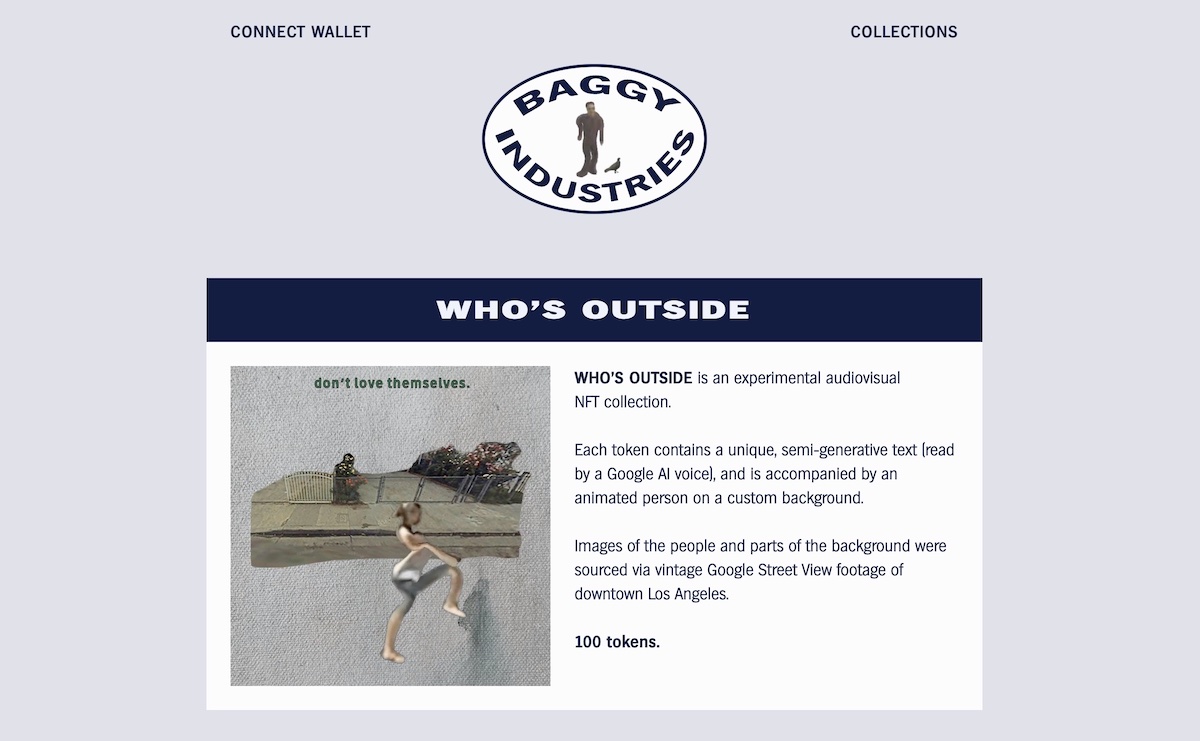 CONNECT WALLET
COLLECTIONS
BAGGY
INDUSTRIES
WHO’S OUTSIDE
don’t love themselves.
WHO’S OUTSIDE is an experimental audiovisual
NFT collection.
Each token contains a unique, semi-generative text (read
by a Google AI voice), and is accompanied by an
animated person on a custom background.
Images of the people and parts of the background were
sourced via vintage Google Street View footage of
downtown Los Angeles.
100 tokens.